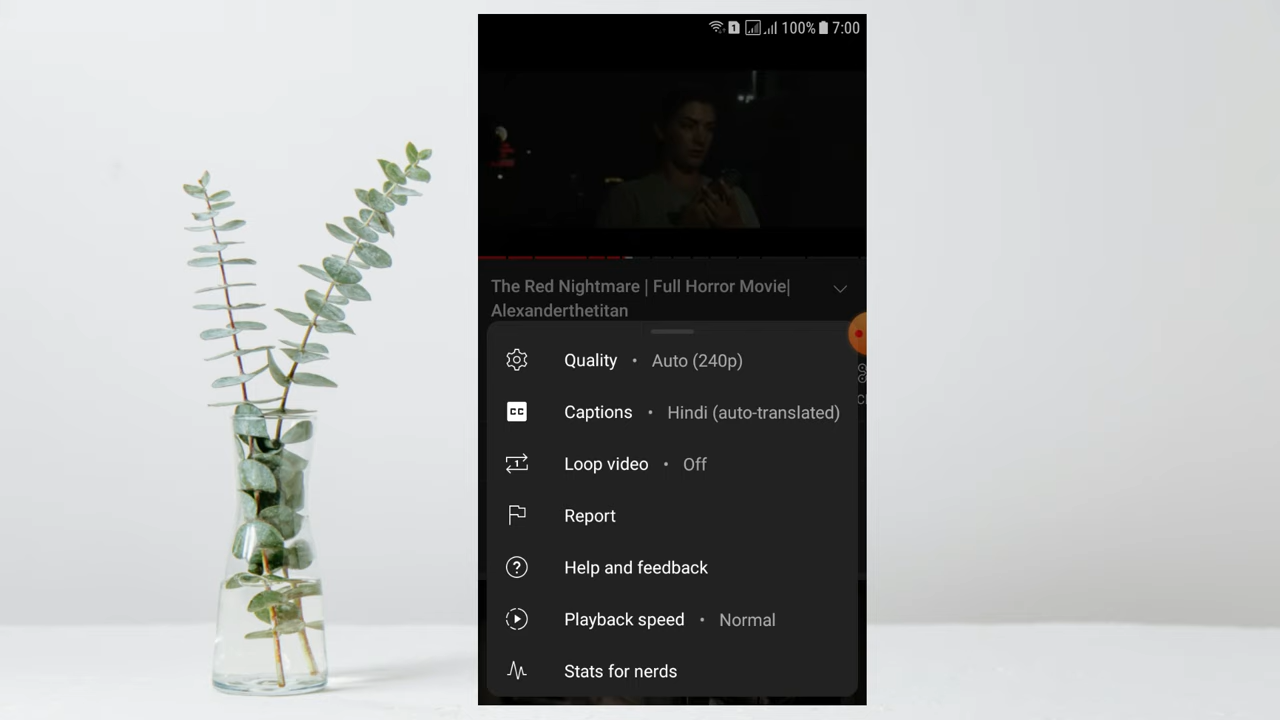 100% 7:00
The Red Nightmare | Full Horror Movie|
Alexanderthetitan
Quality • Auto (240p)
CC Captions • Hindi (auto-translated)
Loop video • Off
Report
Help and feedback
Playback speed • Normal
Stats for nerds